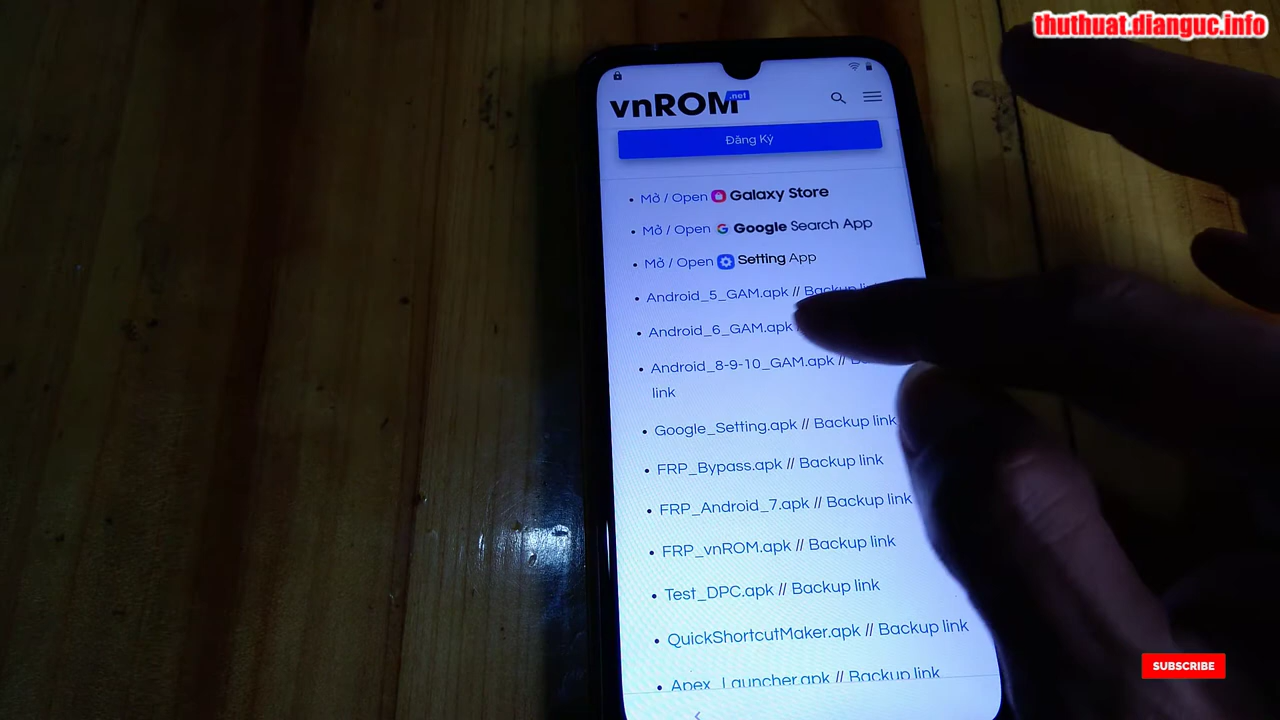 thuthuat.dianguc.info
vnROM.net
Đăng Ký
Mở / Open Galaxy Store
Mở / Open Google Search App
Mở / Open Setting App
Android_5_GAM.apk // Backup
Android_6_GAM.apk
Android_8-9-10_GAM.apk //
link
Google_Setting.apk // Backup link
FRP_Bypass.apk // Backup link
FRP_Android_7.apk // Backup link
FRP_vnROM.apk // Backup link
Test_DPC.apk // Backup link
QuickShortcutMaker.apk // Backup link
Apex_Launcher.apk // Backup link
SUBSCRIBE